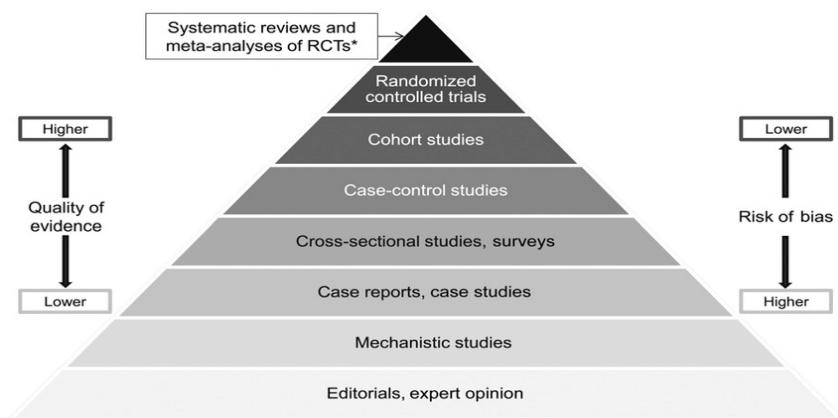 Systematic reviews and
meta-analyses of RCTs*
Randomized
controlled trials
Higher
Lower
Cohort studies
Case-control studies
Quality of
evidence
Risk of bias
Cross-sectional studies, surveys
Case reports, case studies
Lower
Higher
Mechanistic studies
Editorials, expert opinion